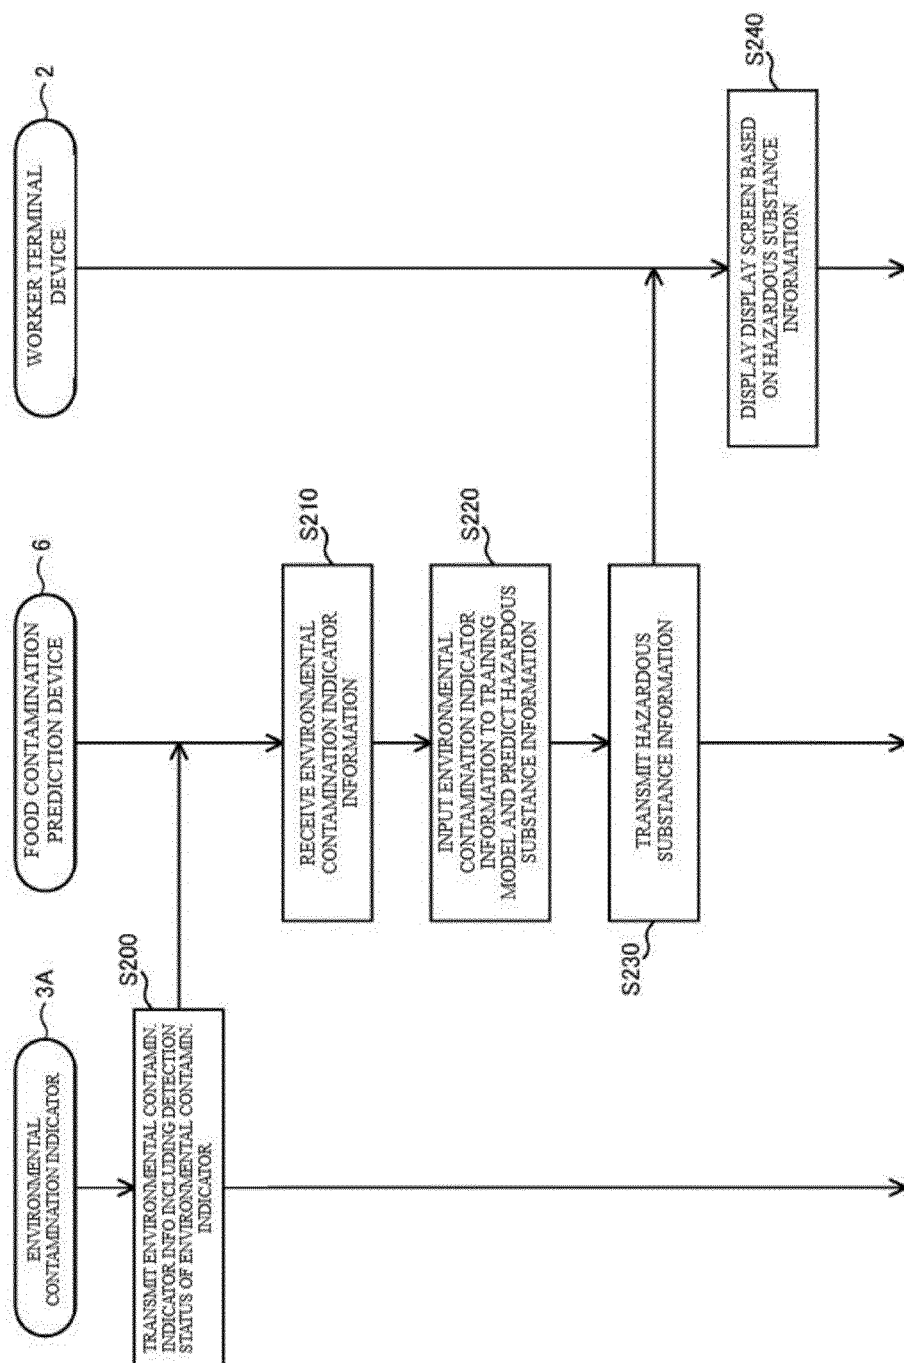 ENVIRONMENTAL
CONTAMINATION INDICATOR
3A
FOOD CONTAMINATION
PREDICTION DEVICE
6
WORKER TERMINAL
DEVICE
2
S200
TRANSMIT ENVIRONMENTAL CONTAMIN.
INDICATOR INFO INCLUDING DETECTION
STATUS OF ENVIRONMENTAL CONTAMIN.
INDICATOR
S210
RECEIVE ENVIRONMENTAL
CONTAMINATION INDICATOR
INFORMATION
S220
INPUT ENVIRONMENTAL
CONTAMINATION INDICATOR
INFORMATION TO TRAINING
MODEL AND PREDICT HAZARDOUS
SUBSTANCE INFORMATION
S230
TRANSMIT HAZARDOUS
SUBSTANCE INFORMATION
S240
DISPLAY DISPLAY SCREEN BASED
ON HAZARDOUS SUBSTANCE
INFORMATION